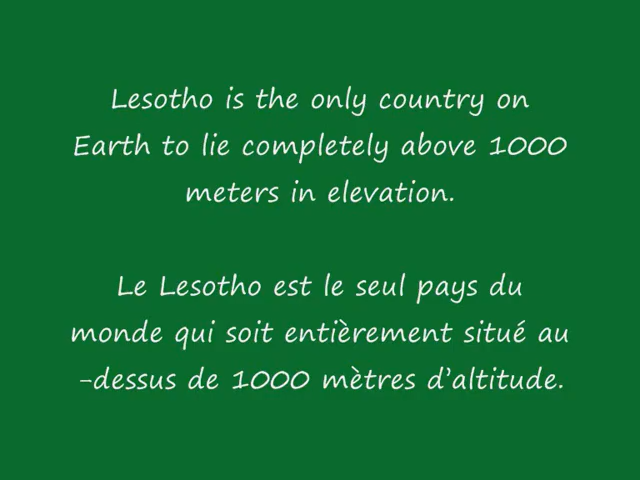 Lesotho is the only country on
Earth to lie completely above 1000
meters in elevation.
Le Lesotho est le seul pays du
monde qui soit entièrement situé au
-dessus de 1000 mètres d’altitude.